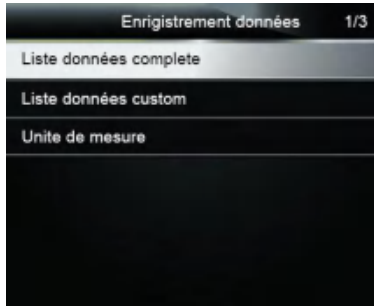 Enrigistrement données 1/3
Liste données complete
Liste données custom
Unite de mesure